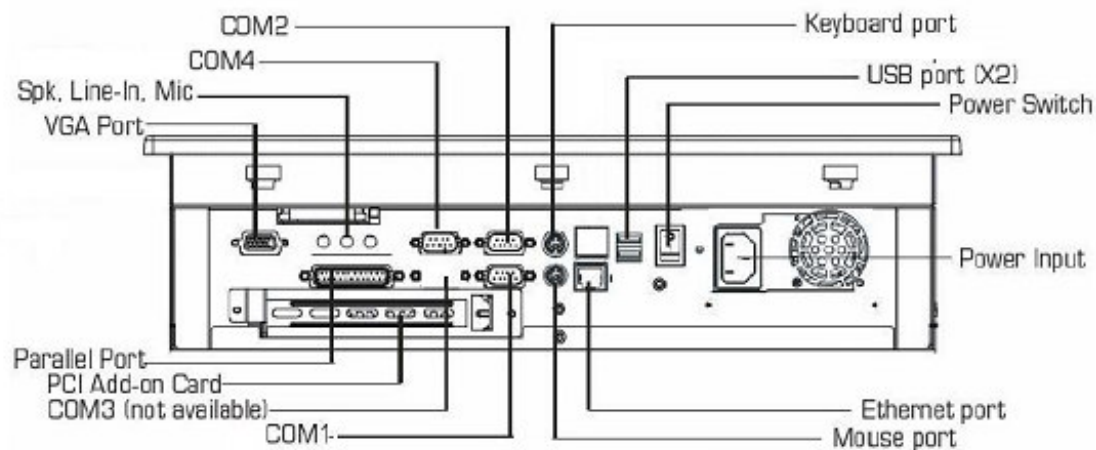 COM2
Keyboard port
COM4
USB port (X2)
Spk, Line-In, Mic
Power Switch
VGA Port
Power Input
Parallel Port
PCI Add-on Card
COM3 (not available)
Ethernet port
COM1
Mouse port